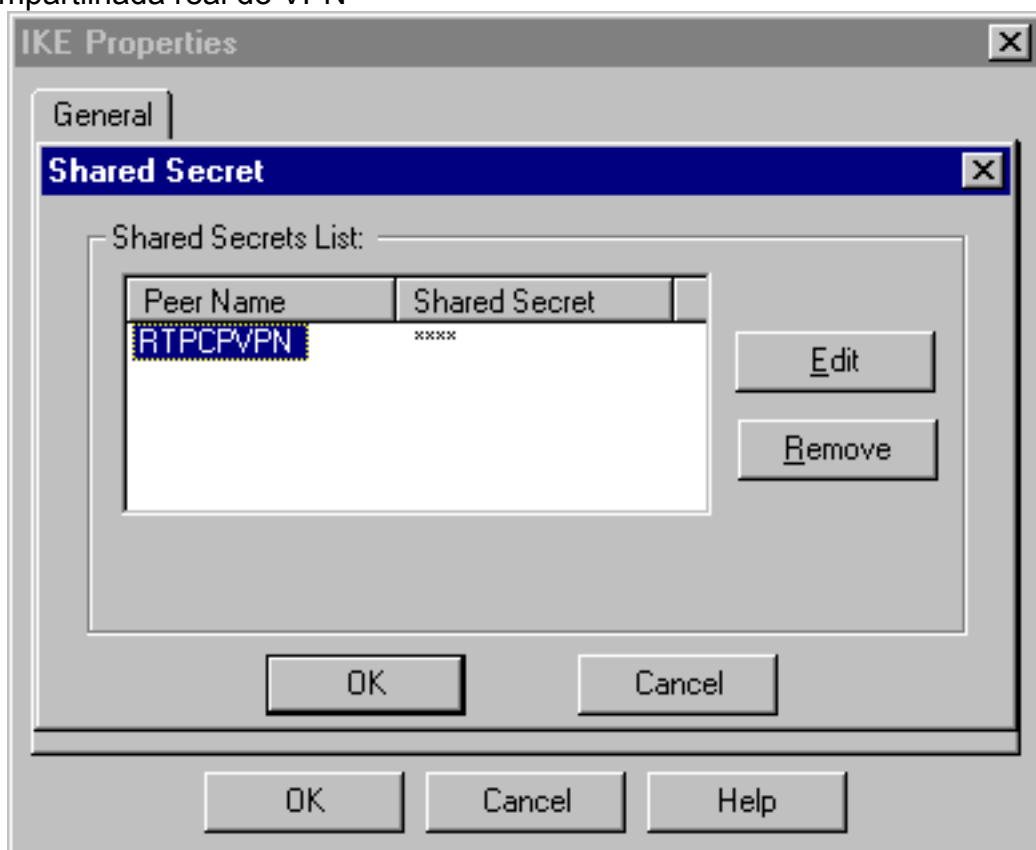 mpartilhada real do VPN
IKE Properties
General
Shared Secret
Shared Secrets List:
Peer Name Shared Secret
RTPCPVPN ****
Edit
Remove
OK Cancel
OK Cancel Help